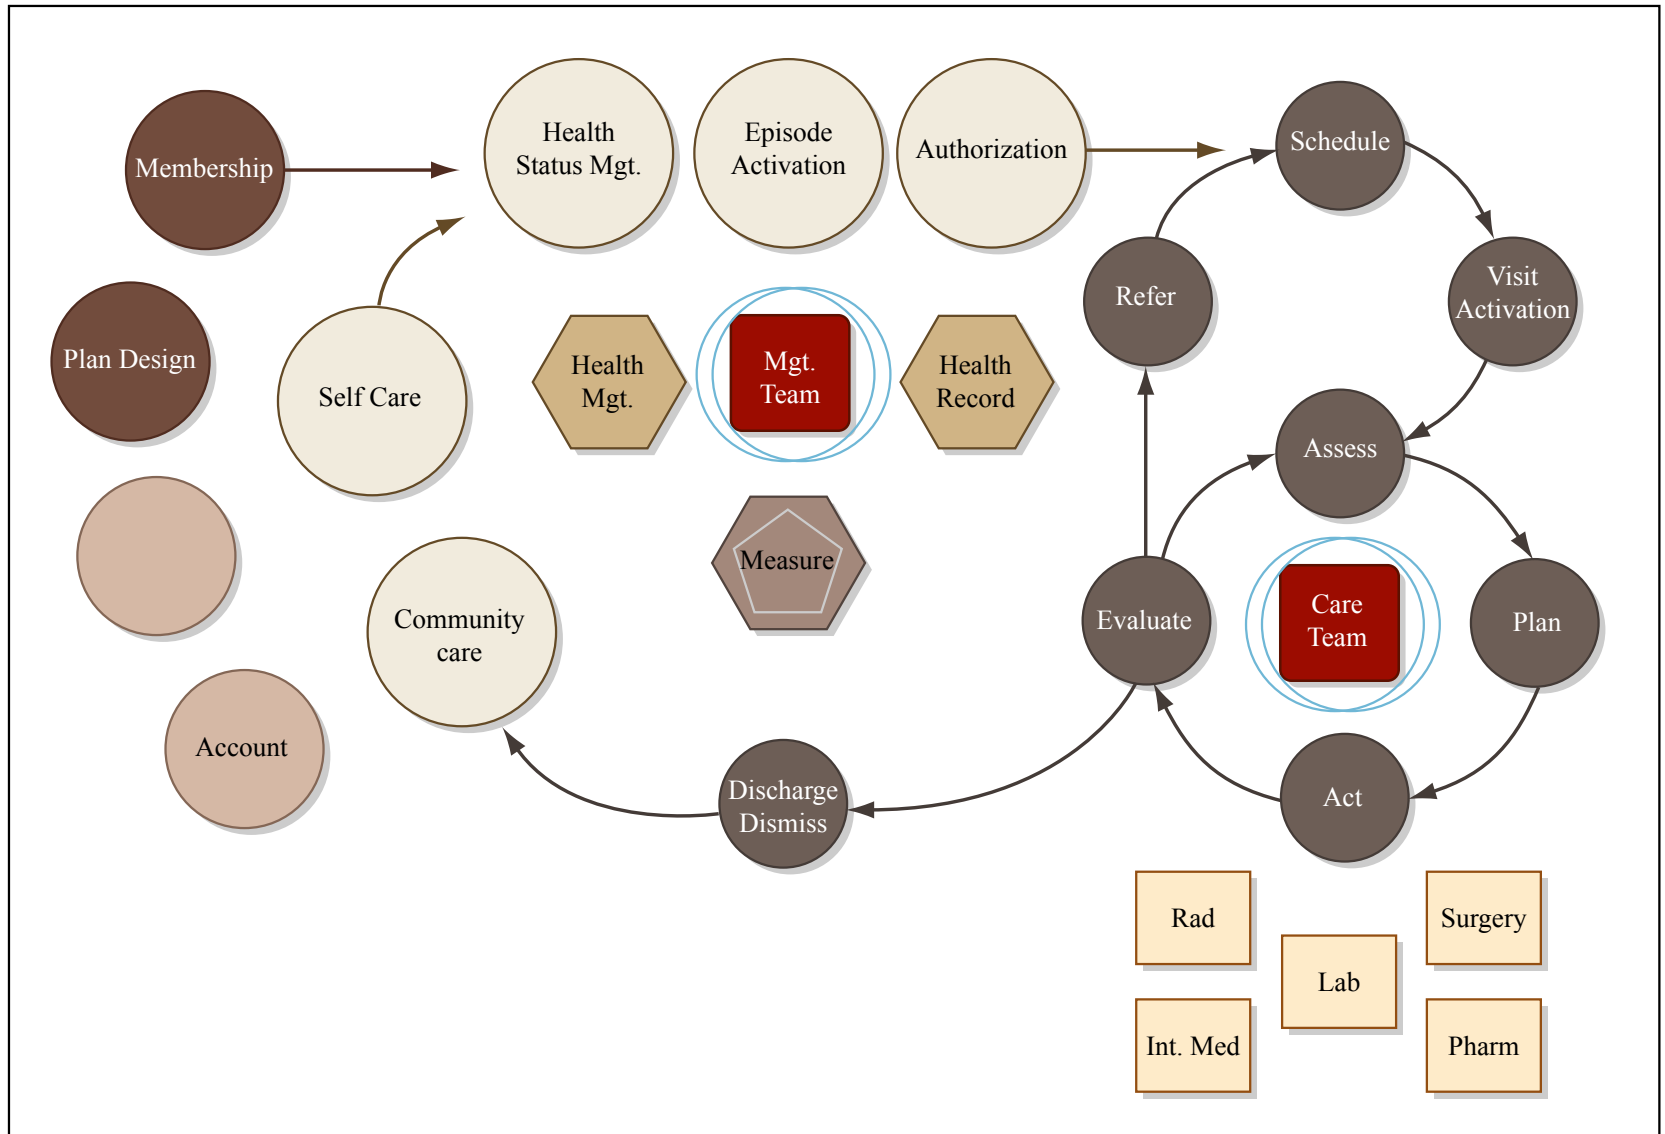 Membership
Health
Status Mgt.
Episode
Activation
Authorization
Schedule
Plan Design
Self Care
Health
Mgt.
Mgt.
Team
Health
Record
Refer
Visit
Activation
Assess
Measure
Community
care
Evaluate
Care
Team
Plan
Account
Discharge
Dismiss
Act
Rad
Surgery
Lab
Int. Med
Pharm